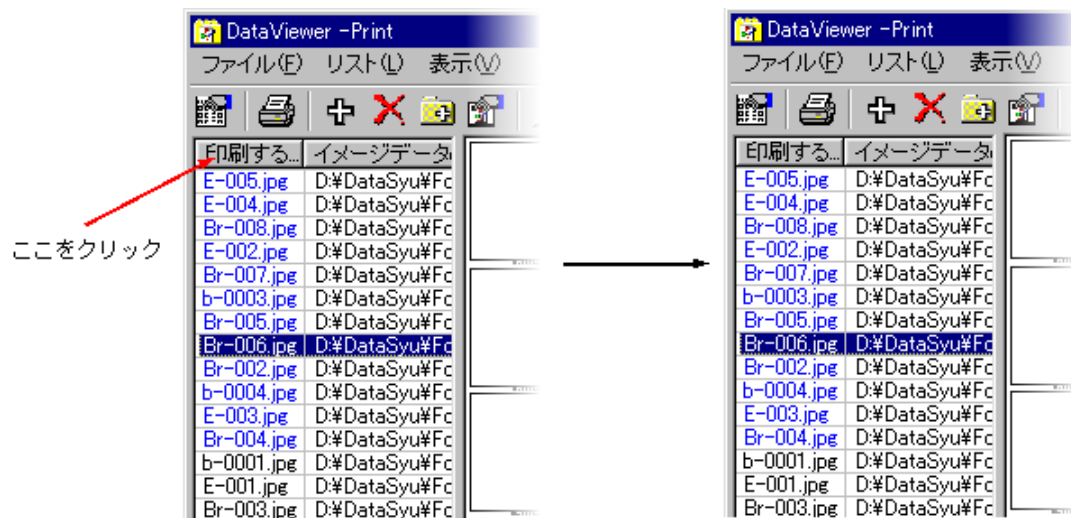 DataViewer -Print
ファイル(F) リスト(L) 表示(V)
印刷する... イメージデータ
E-005.jpg D:¥DataSyu¥Fc
E-004.jpg D:¥DataSyu¥Fc
Br-008.jpg D:¥DataSyu¥Fc
E-002.jpg D:¥DataSyu¥Fc
Br-007.jpg D:¥DataSyu¥Fc
b-0003.jpg D:¥DataSyu¥Fc
Br-005.jpg D:¥DataSyu¥Fc
Br-006.jpg D:¥DataSyu¥Fc
Br-002.jpg D:¥DataSyu¥Fc
b-0004.jpg D:¥DataSyu¥Fc
E-003.jpg D:¥DataSyu¥Fc
Br-004.jpg D:¥DataSyu¥Fc
b-0001.jpg D:¥DataSyu¥Fc
E-001.jpg D:¥DataSyu¥Fc
Br-003.jpg D:¥DataSyu¥Fc
ここをクリック
DataViewer -Print
ファイル(F) リスト(L) 表示(V)
印刷する... イメージデータ
E-005.jpg D:¥DataSyu¥Fc
E-004.jpg D:¥DataSyu¥Fc
Br-008.jpg D:¥DataSyu¥Fc
E-002.jpg D:¥DataSyu¥Fc
Br-007.jpg D:¥DataSyu¥Fc
b-0003.jpg D:¥DataSyu¥Fc
Br-005.jpg D:¥DataSyu¥Fc
Br-006.jpg D:¥DataSyu¥Fc
Br-002.jpg D:¥DataSyu¥Fc
b-0004.jpg D:¥DataSyu¥Fc
E-003.jpg D:¥DataSyu¥Fc
Br-004.jpg D:¥DataSyu¥Fc
b-0001.jpg D:¥DataSyu¥Fc
E-001.jpg D:¥DataSyu¥Fc
Br-003.jpg D:¥DataSyu¥Fc